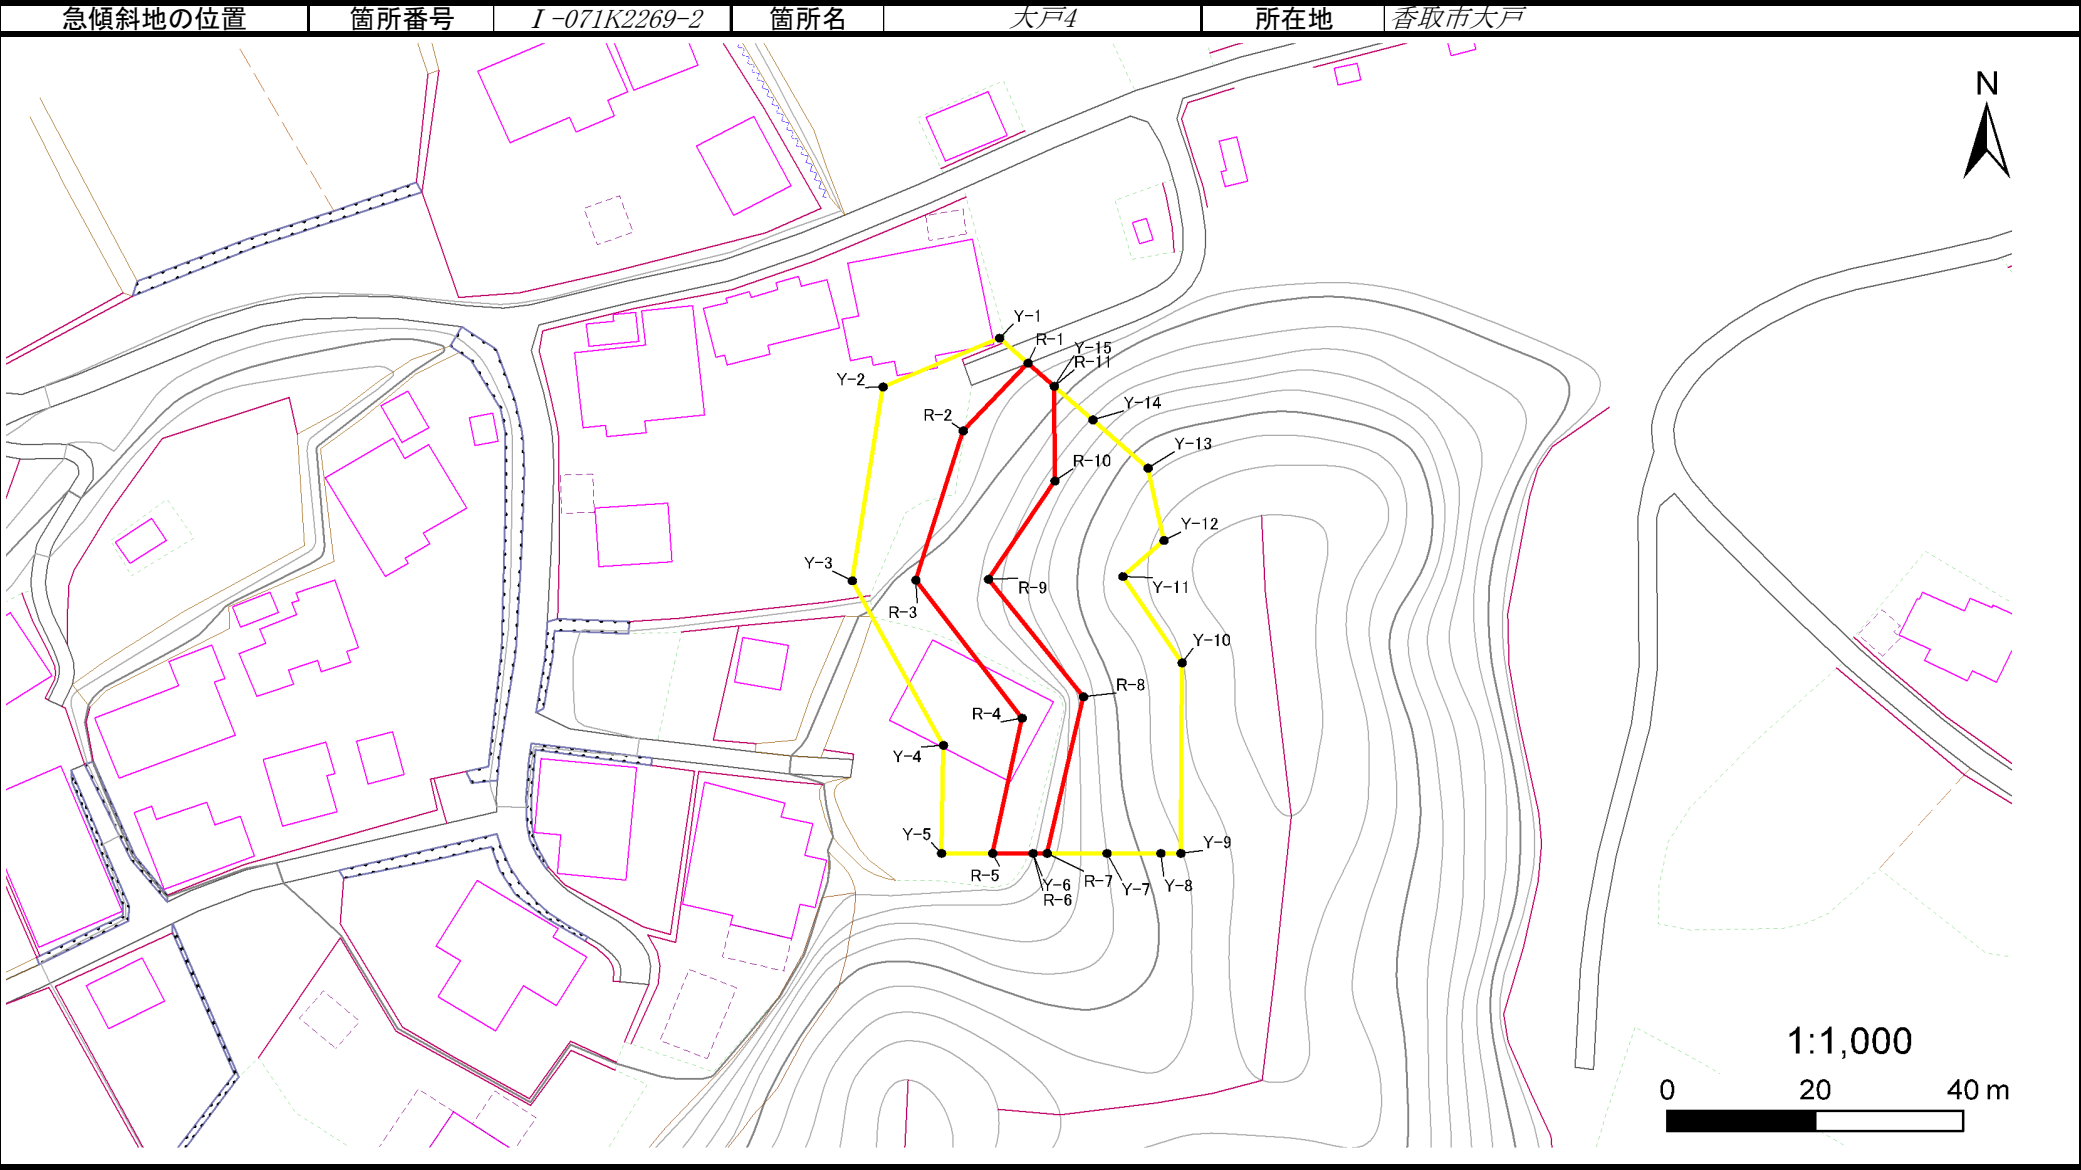 急傾斜地の位置 箇所番号 Ⅰ-071K2269-2 箇所名 大戸4 所在地 香取市大戸
N
Y-1
R-1
Y-15
R-11
Y-2
Y-14
R-2
Y-13
R-10
Y-12
Y-3
R-9
Y-11
R-3
Y-10
R-8
R-4
Y-4
Y-5
Y-9
R-5
Y-6
R-6
R-7
Y-7
Y-8
1:1,000
0 20 40 m